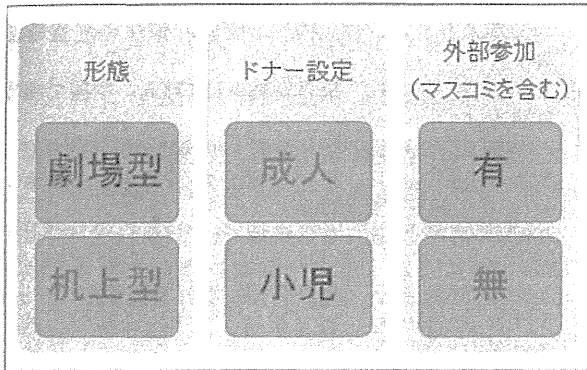 形態
劇場型
机上型
ドナー設定
成人
小児
外部参加
(マスコミを含む)
有
無